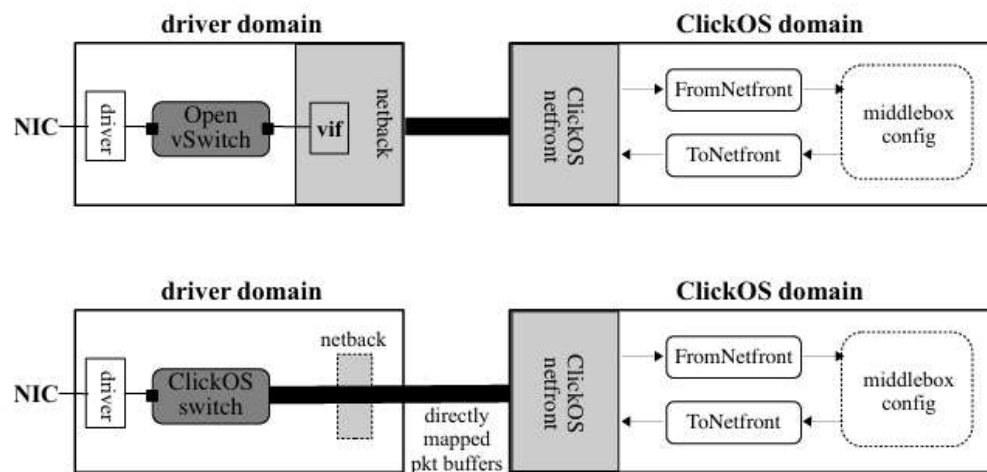 driver domain
ClickOS domain
NIC
driver
Open
vSwitch
vif
netback
ClickOS
netfront
FromNetfront
ToNetfront
middlebox
config
driver domain
ClickOS domain
NIC
driver
ClickOS
switch
netback
directly
mapped
pkt buffers
ClickOS
netfront
FromNetfront
ToNetfront
middlebox
config